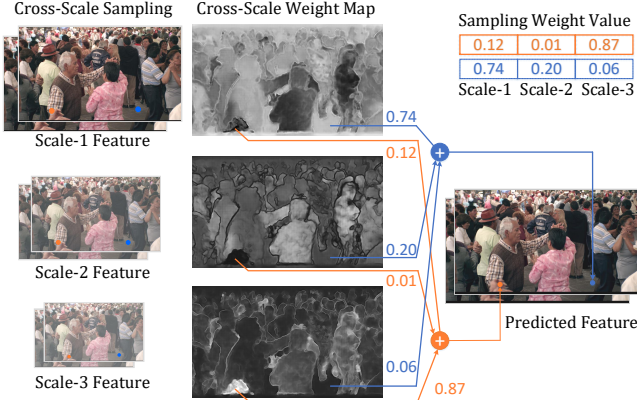 Cross-Scale Sampling
Cross-Scale Weight Map
Sampling Weight Value
0.12 0.01 0.87
0.74 0.20 0.06
Scale-1 Scale-2 Scale-3
Scale-1 Feature
0.74
0.12
+
Scale-2 Feature
0.20
0.01
Predicted Feature
+
Scale-3 Feature
0.06
0.87